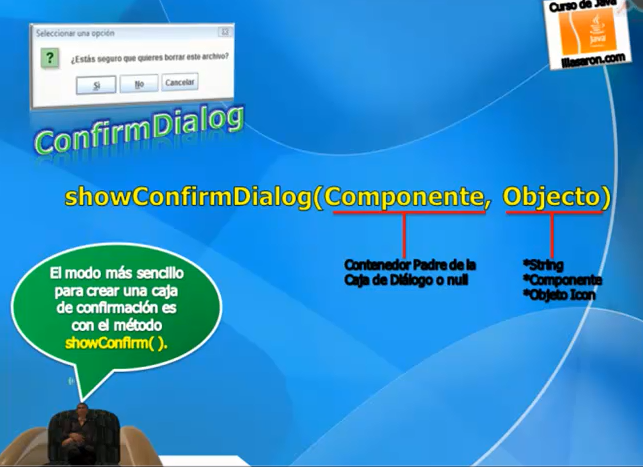 Curso de Java
Java
illasaron.com
Seleccionar una opción
?
¿Estás seguro que quieres borrar este archivo?
Sí
No
Cancelar
ConfirmDialog
showConfirmDialog(Componente, Objecto)
Contenedor Padre de la
Caja de Diálogo o null
*String
*Componente
*Objeto Icon
El modo más sencillo
para crear una caja
de confirmación es
con el método
showConfirm( ).